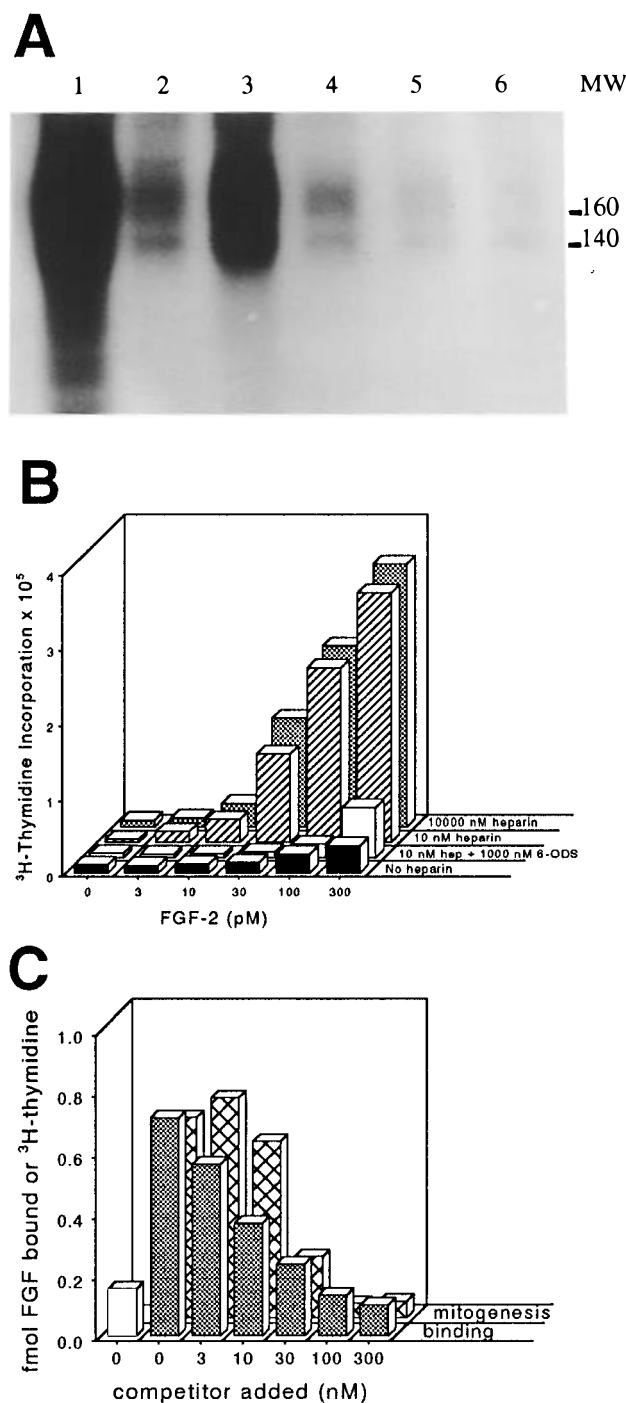 A
1 2 3 4 5 6 MW
160
140
B
³H-Thymidine Incorporation x 10⁵
4
3
2
1
0
10000 nM heparin
10 nM heparin
10 nM hep + 1000 nM 6-ODS
No heparin
0 3 10 30 100 300
FGF-2 (pM)
C
fmol FGF bound or ³H-thymidine
1.0
0.8
0.6
0.4
0.2
0.0
mitogenesis
binding
0 0 3 10 30 100 300
competitor added (nM)